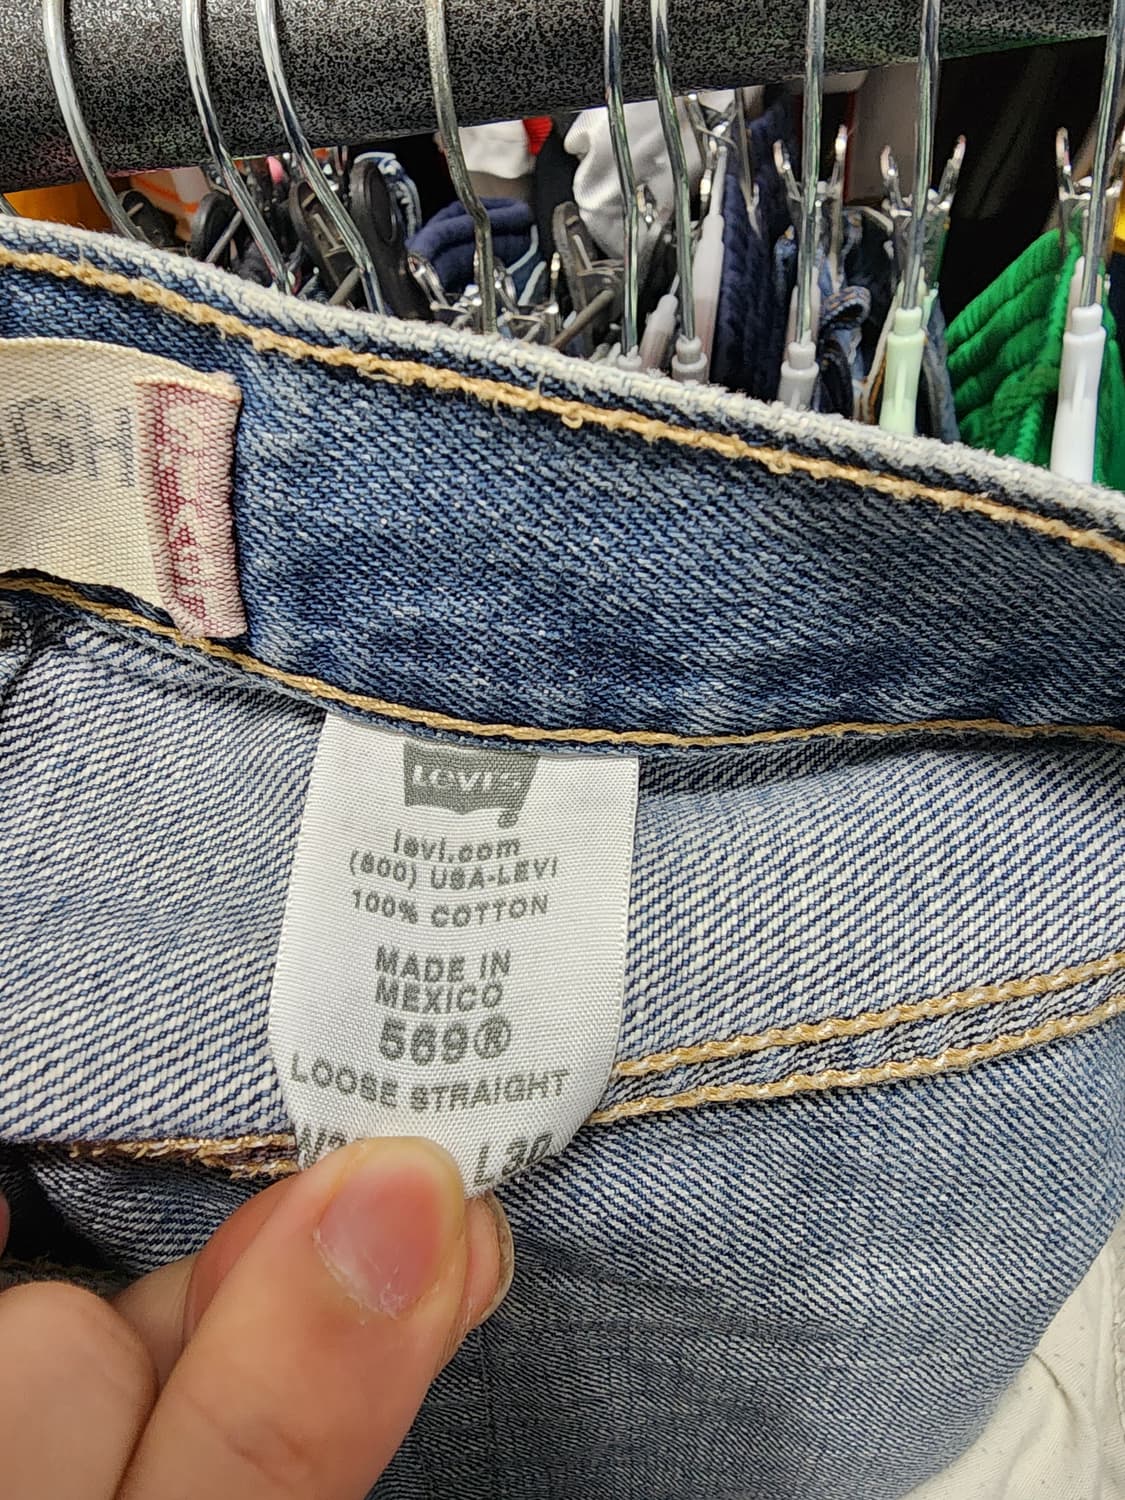 LEVI'S
levi.com
(800) USA-LEVI
100% COTTON
MADE IN
MEXICO
569®
LOOSE STRAIGHT
L30